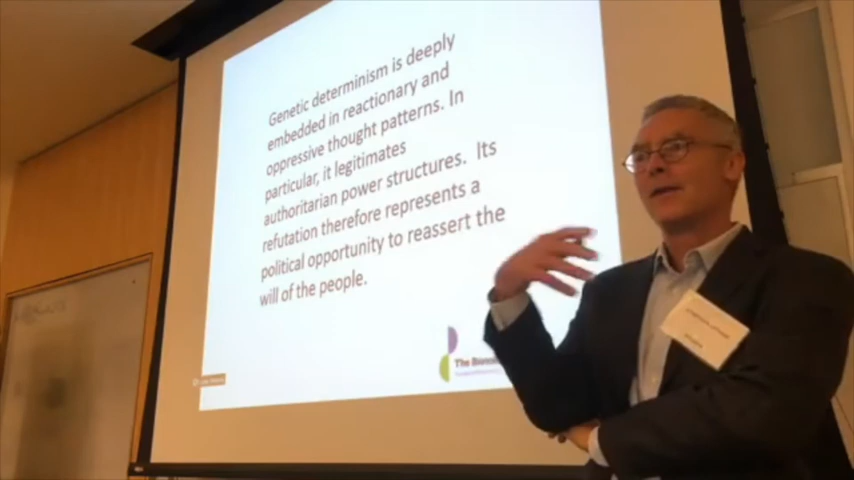 Genetic determinism is deeply
embedded in reactionary and
oppressive thought patterns. In
particular, it legitimates
authoritarian power structures. Its
refutation therefore represents a
political opportunity to reassert the
will of the people.
The